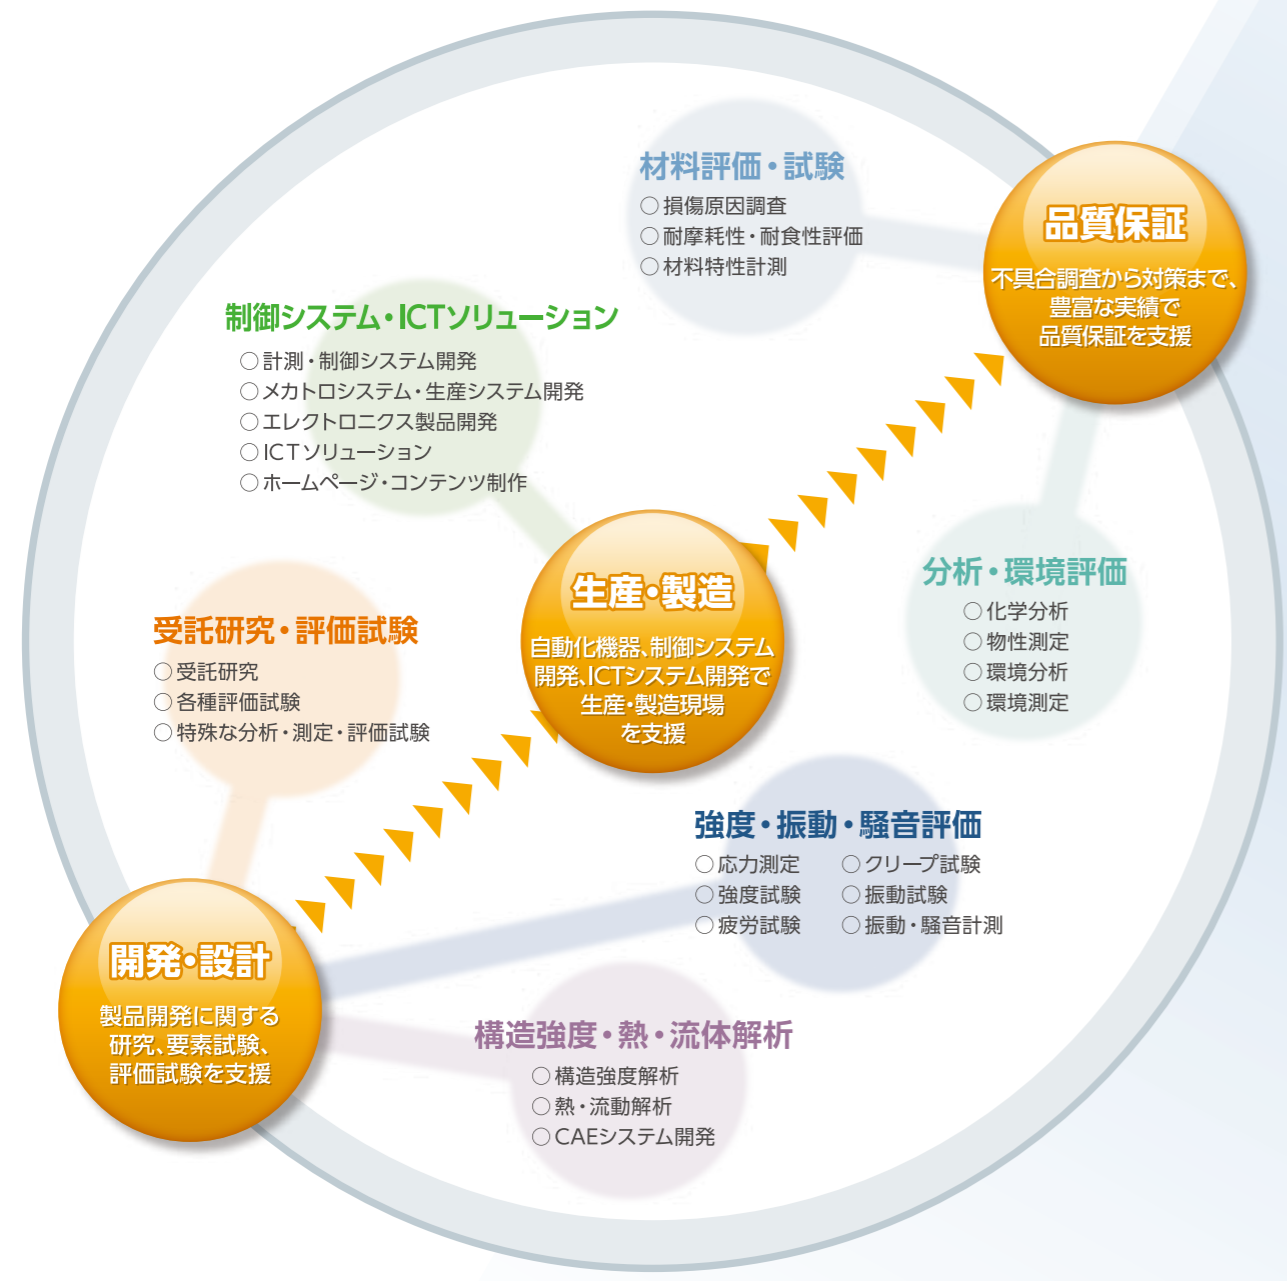 材料評価・試験
○損傷原因調査
○耐摩耗性・耐食性評価
○材料特性計測
品質保証
不具合調査から対策まで、
豊富な実績で
品質保証を支援
制御システム・ICTソリューション
○計測・制御システム開発
○メカトロシステム・生産システム開発
○エレクトロニクス製品開発
○ICTソリューション
○ホームページ・コンテンツ制作
生産・製造
自動化機器、制御システム
開発、ICTシステム開発で
生産・製造現場
を支援
分析・環境評価
○化学分析
○物性測定
○環境分析
○環境測定
受託研究・評価試験
○受託研究
○各種評価試験
○特殊な分析・測定・評価試験
強度・振動・騒音評価
○応力測定 ○クリープ試験
○強度試験 ○振動試験
○疲労試験 ○振動・騒音計測
開発・設計
製品開発に関する
研究、要素試験、
評価試験を支援
構造強度・熱・流体解析
○構造強度解析
○熱・流動解析
○CAEシステム開発